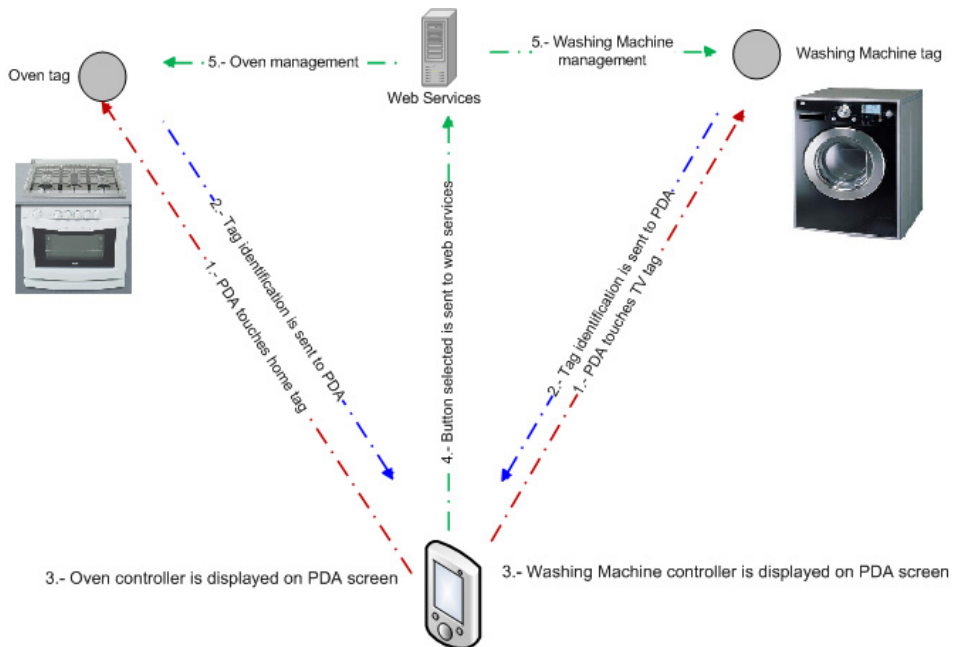 Oven tag
5.- Oven management
Web Services
5.- Washing Machine
management
Washing Machine tag
2.- Tag identification is sent to PDA
1.- PDA touches home tag
4.- Button selected is sent to web services
2.- Tag identification is sent to PDA
1.- PDA touches TV tag
3.- Oven controller is displayed on PDA screen
3.- Washing Machine controller is displayed on PDA screen